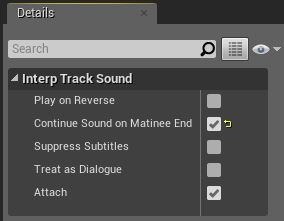 Details
Search
Interp Track Sound
Play on Reverse
Continue Sound on Matinee End
Suppress Subtitles
Treat as Dialogue
Attach